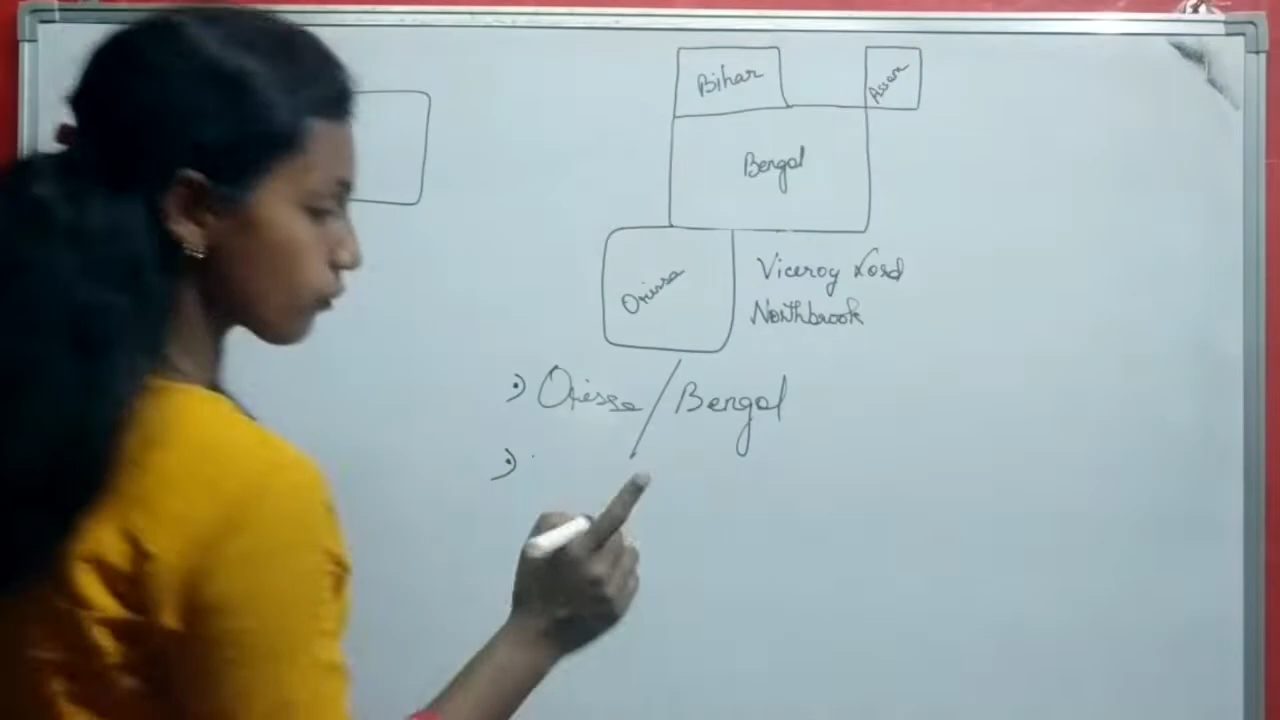 Bihar
Assam
Bengal
Orissa
Viceroy Lord
Northbrook
Orissa / Bengal